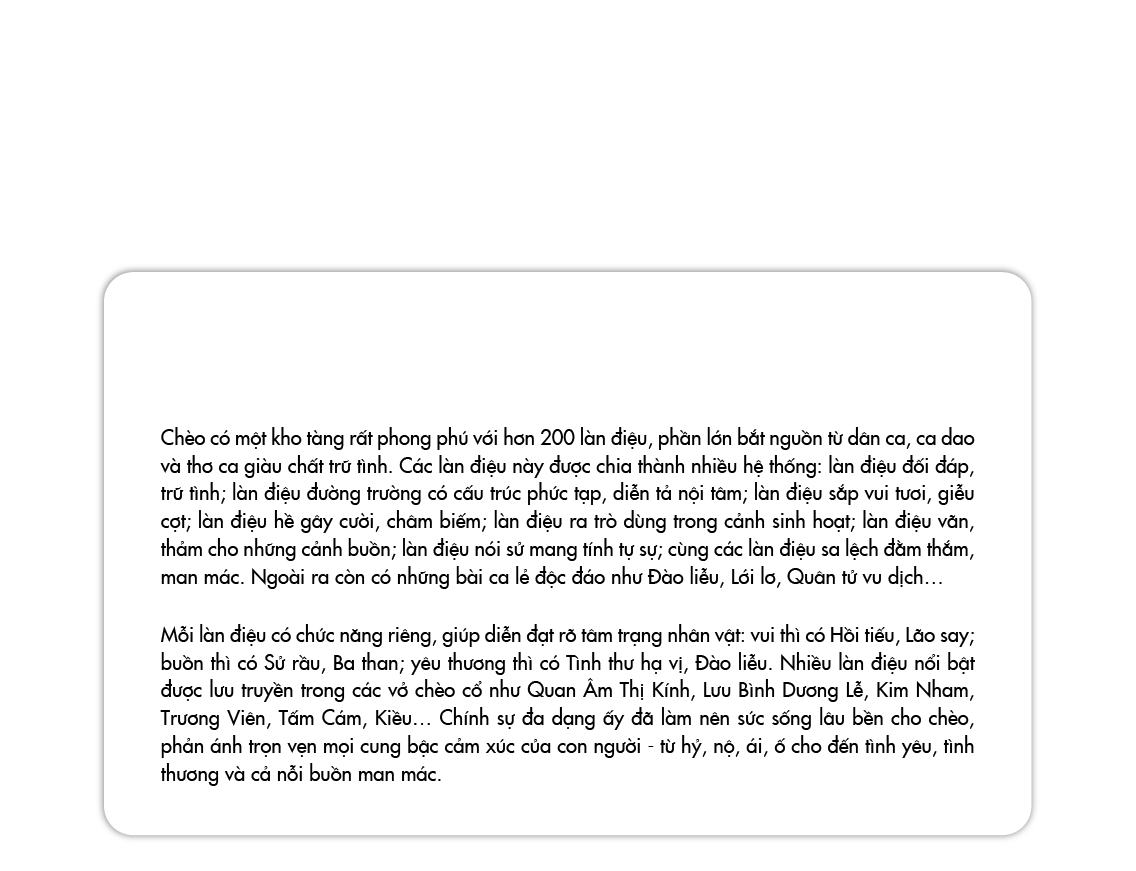 Chèo có một kho tàng rất phong phú với hơn 200 làn điệu, phần lớn bắt nguồn từ dân ca, ca dao
và thơ ca giàu chất trữ tình. Các làn điệu này được chia thành nhiều hệ thống: làn điệu đối đáp,
trữ tình; làn điệu đường trường có cấu trúc phức tạp, diễn tả nội tâm; làn điệu sắp vui tươi, giễu
cợt; làn điệu hề gây cười, châm biếm; làn điệu ra trò dùng trong cảnh sinh hoạt; làn điệu vãn,
thảm cho những cảnh buồn; làn điệu nói sử mang tính tự sự; cùng các làn điệu sa lệch đằm thắm,
man mác. Ngoài ra còn có những bài ca lẻ độc đáo như Đào liễu, Lới lơ, Quân tử vu dịch...
Mỗi làn điệu có chức năng riêng, giúp diễn đạt rõ tâm trạng nhân vật: vui thì có Hồi tiếu, Lão say;
buồn thì có Sử rầu, Ba than; yêu thương thì có Tình thư hạ vị, Đào liễu. Nhiều làn điệu nổi bật
được lưu truyền trong các vở chèo cổ như Quan Âm Thị Kính, Lưu Bình Dương Lễ, Kim Nham,
Trương Viên, Tấm Cám, Kiều... Chính sự đa dạng ấy đã làm nên sức sống lâu bền cho chèo,
phản ánh trọn vẹn mọi cung bậc cảm xúc của con người - từ hỷ, nộ, ái, ố cho đến tình yêu, tình
thương và cả nỗi buồn man mác.